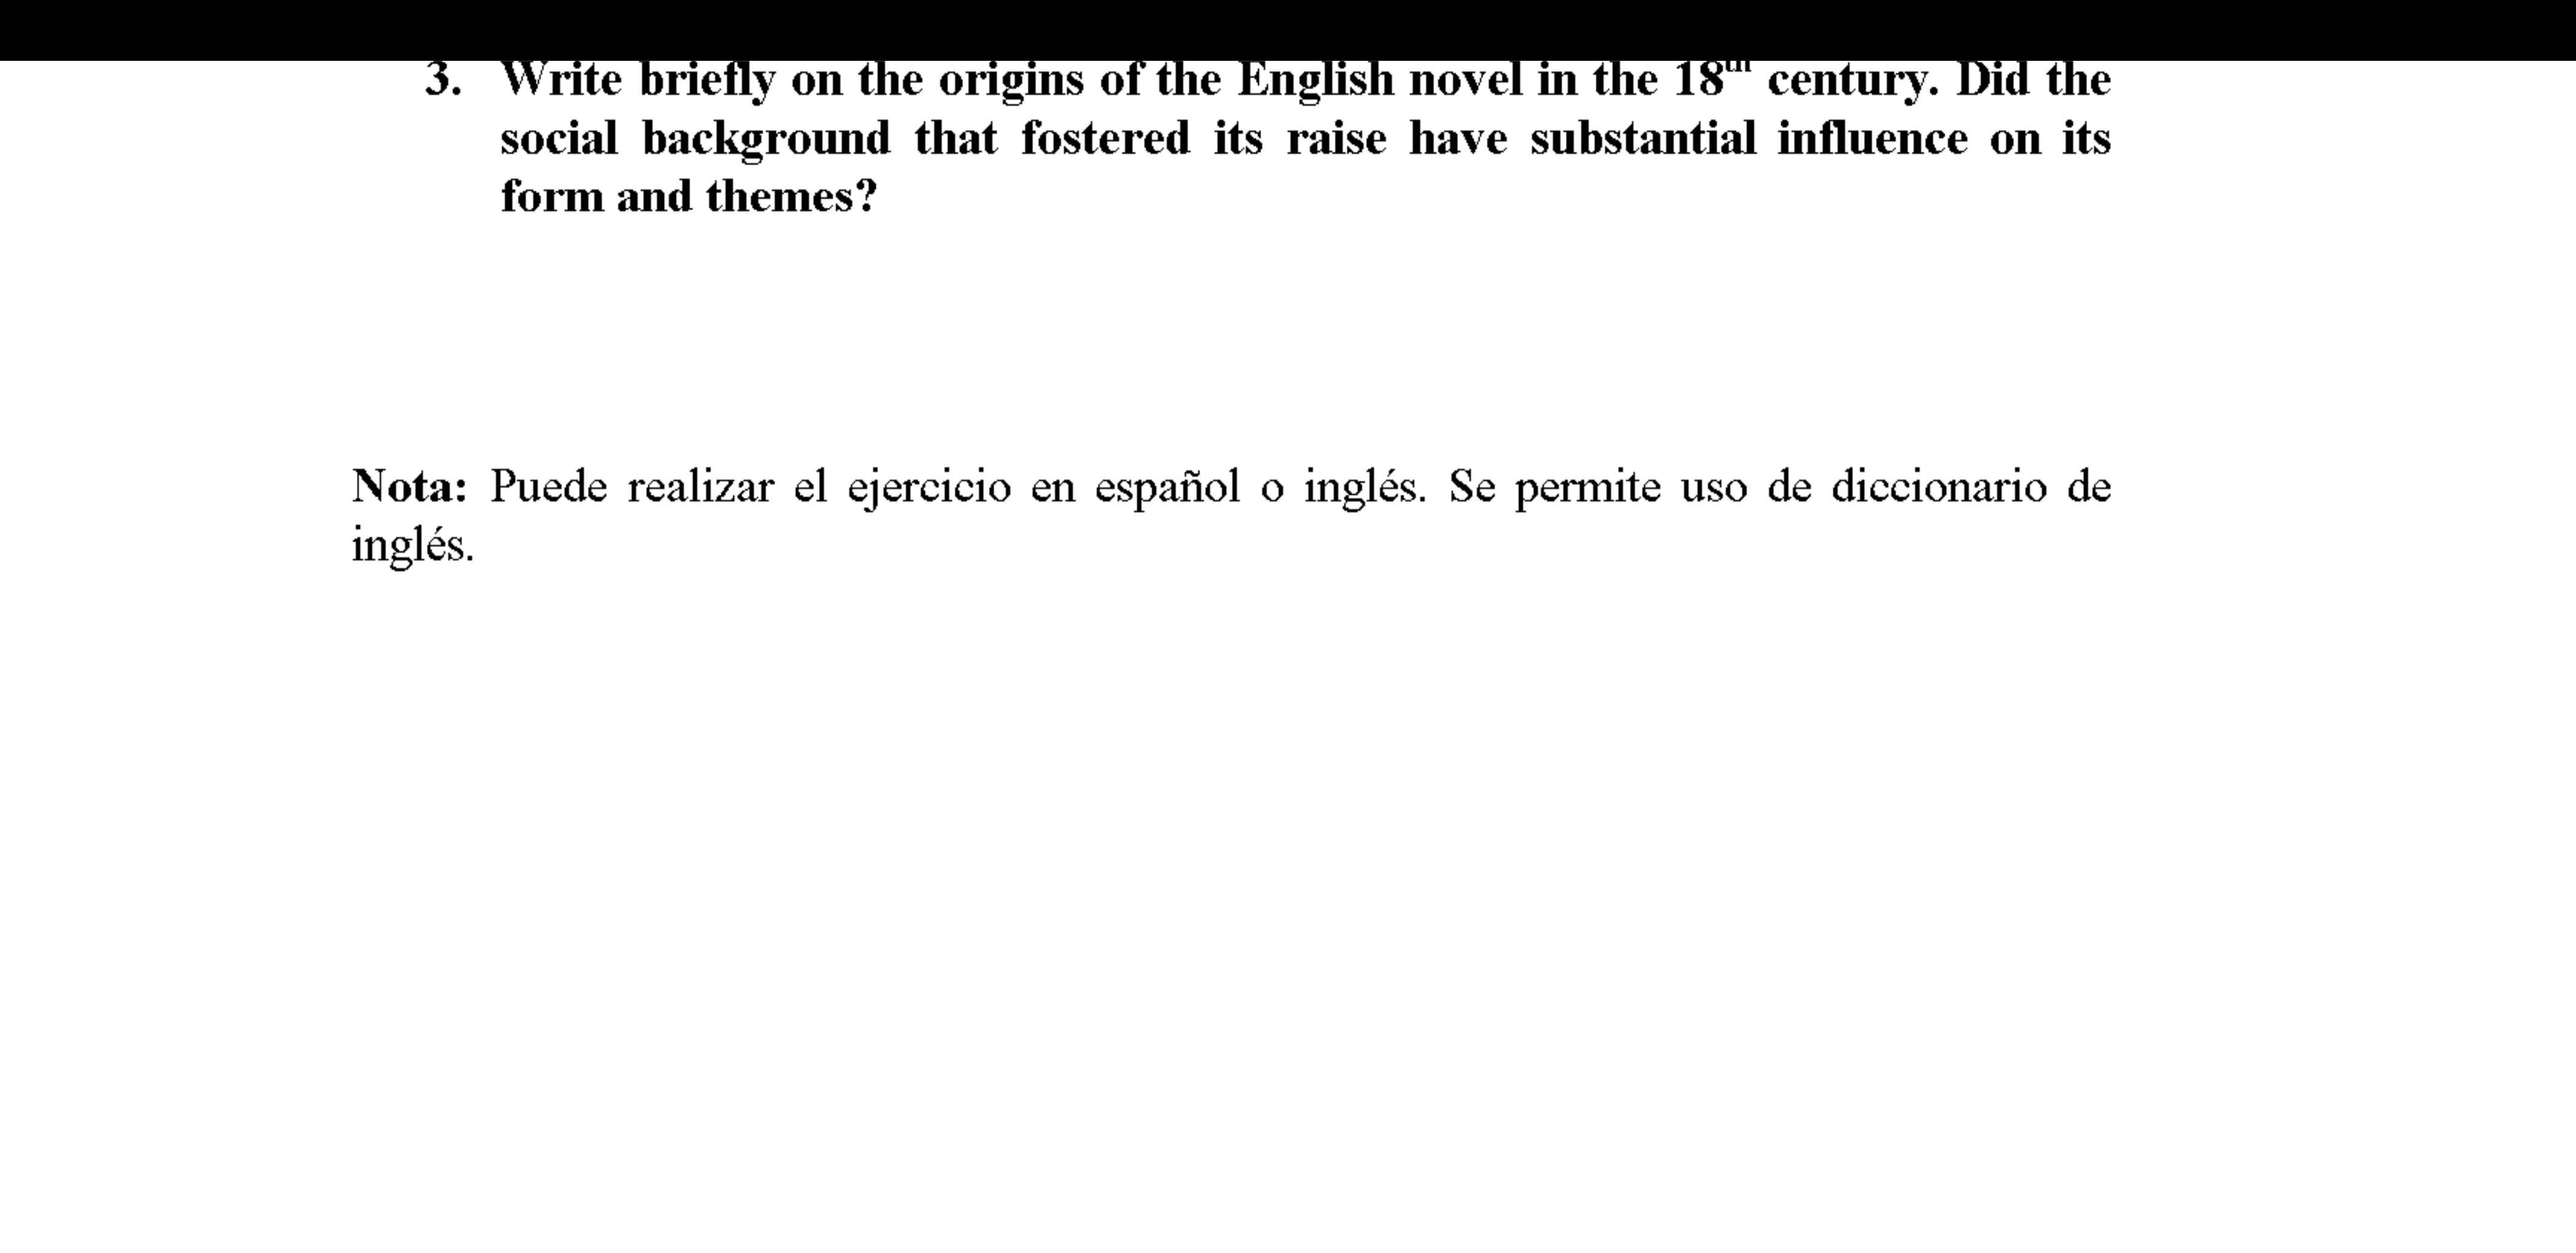 3. Write briefly on the origins of the English novel in the 18th century. Did the
social background that fostered its raise have substantial influence on its
form and themes?
Nota: Puede realizar el ejercicio en español o inglés. Se permite uso de diccionario de
inglés.